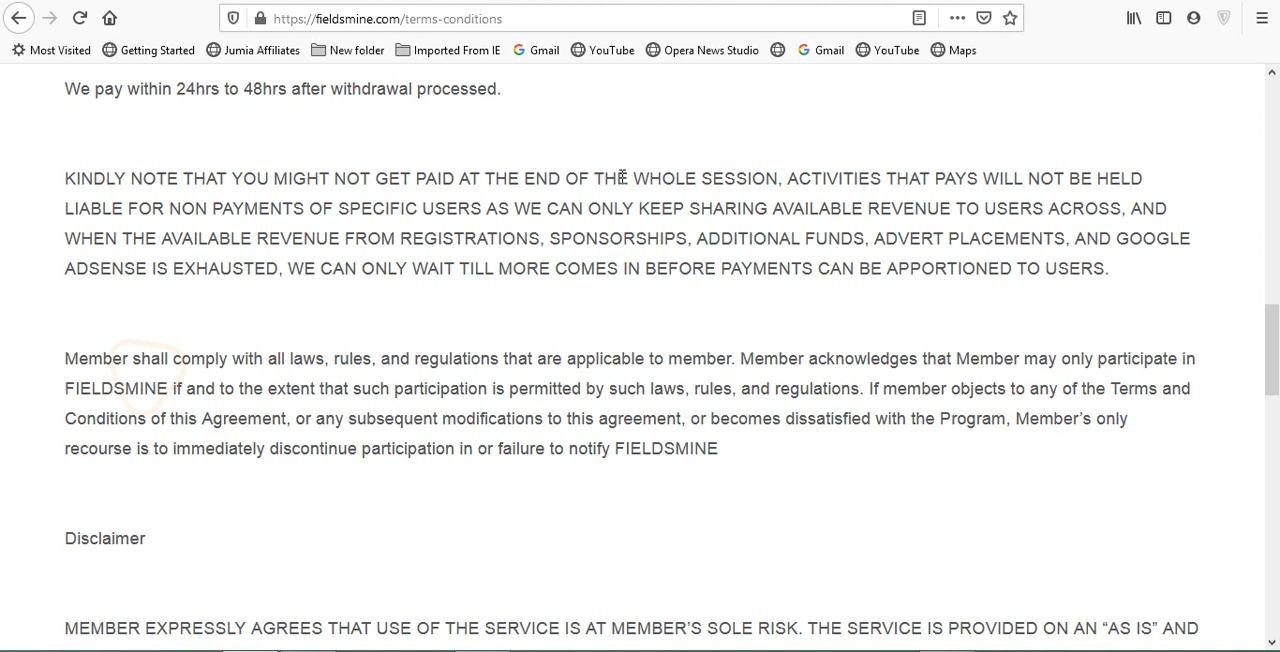 https://fieldsmine.com/terms-conditions
Most Visited Getting Started Jumia Affiliates New folder Imported From IE Gmail YouTube Opera News Studio Gmail YouTube Maps
We pay within 24hrs to 48hrs after withdrawal processed.
KINDLY NOTE THAT YOU MIGHT NOT GET PAID AT THE END OF THE WHOLE SESSION, ACTIVITIES THAT PAYS WILL NOT BE HELD
LIABLE FOR NON PAYMENTS OF SPECIFIC USERS AS WE CAN ONLY KEEP SHARING AVAILABLE REVENUE TO USERS ACROSS, AND
WHEN THE AVAILABLE REVENUE FROM REGISTRATIONS, SPONSORSHIPS, ADDITIONAL FUNDS, ADVERT PLACEMENTS, AND GOOGLE
ADSENSE IS EXHAUSTED, WE CAN ONLY WAIT TILL MORE COMES IN BEFORE PAYMENTS CAN BE APPORTIONED TO USERS.
Member shall comply with all laws, rules, and regulations that are applicable to member. Member acknowledges that Member may only participate in
FIELDSMINE if and to the extent that such participation is permitted by such laws, rules, and regulations. If member objects to any of the Terms and
Conditions of this Agreement, or any subsequent modifications to this agreement, or becomes dissatisfied with the Program, Member’s only
recourse is to immediately discontinue participation in or failure to notify FIELDSMINE
Disclaimer
MEMBER EXPRESSLY AGREES THAT USE OF THE SERVICE IS AT MEMBER’S SOLE RISK. THE SERVICE IS PROVIDED ON AN “AS IS” AND